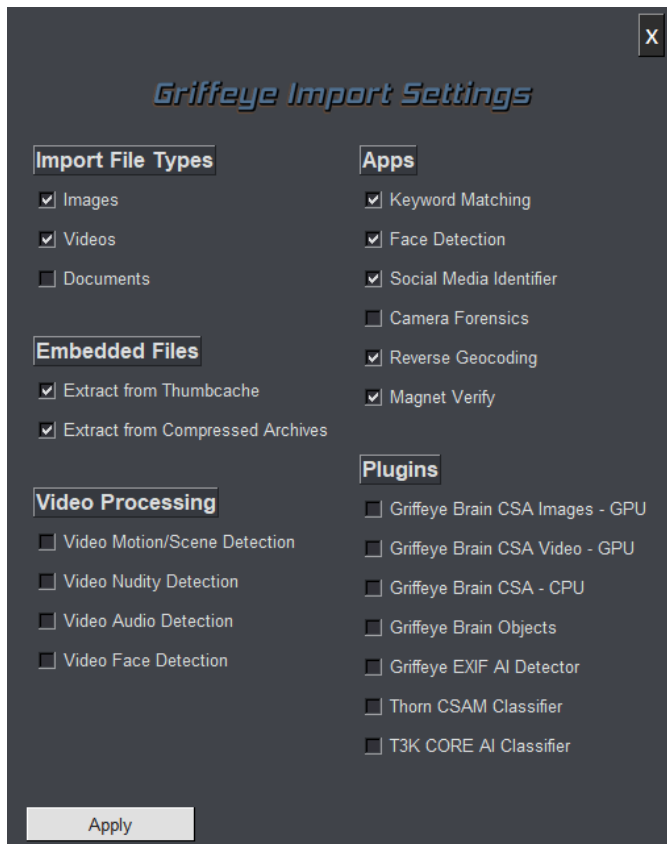 X
Griffeye Import Settings
Import File Types
Images
Videos
Documents
Embedded Files
Extract from Thumbcache
Extract from Compressed Archives
Video Processing
Video Motion/Scene Detection
Video Nudity Detection
Video Audio Detection
Video Face Detection
Apps
Keyword Matching
Face Detection
Social Media Identifier
Camera Forensics
Reverse Geocoding
Magnet Verify
Plugins
Griffeye Brain CSA Images - GPU
Griffeye Brain CSA Video - GPU
Griffeye Brain CSA - CPU
Griffeye Brain Objects
Griffeye EXIF AI Detector
Thorn CSAM Classifier
T3K CORE AI Classifier
Apply